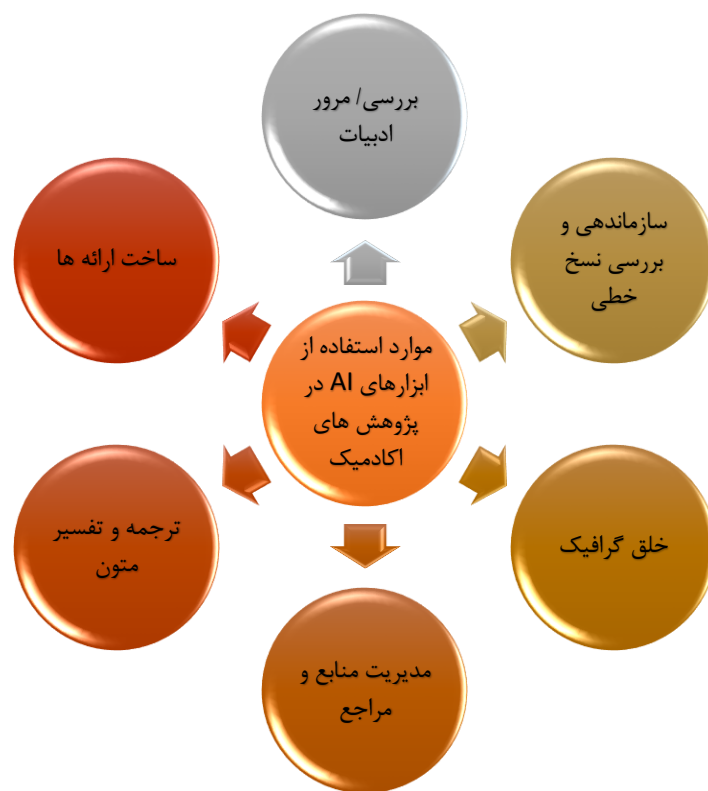 بررسی/ مرور
ادبیات
سازماندهی و
بررسی نسخ
خطی
خلق گرافیک
مدیریت منابع و
مراجع
ترجمه و تفسیر
متون
ساخت ارائه ها
موارد استفاده از
ابزارهای AI در
پژوهش های
اکادمیک